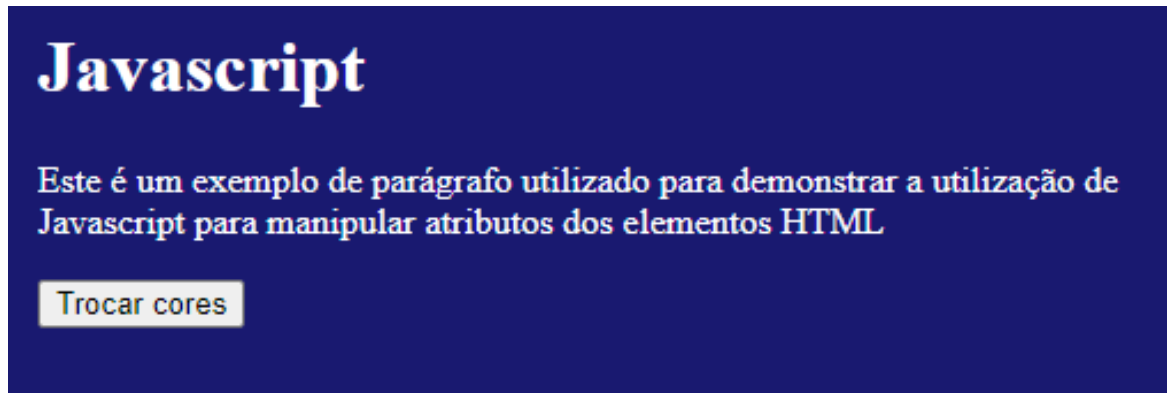 Javascript
Este é um exemplo de parágrafo utilizado para demonstrar a utilização de
Javascript para manipular atributos dos elementos HTML
Trocar cores